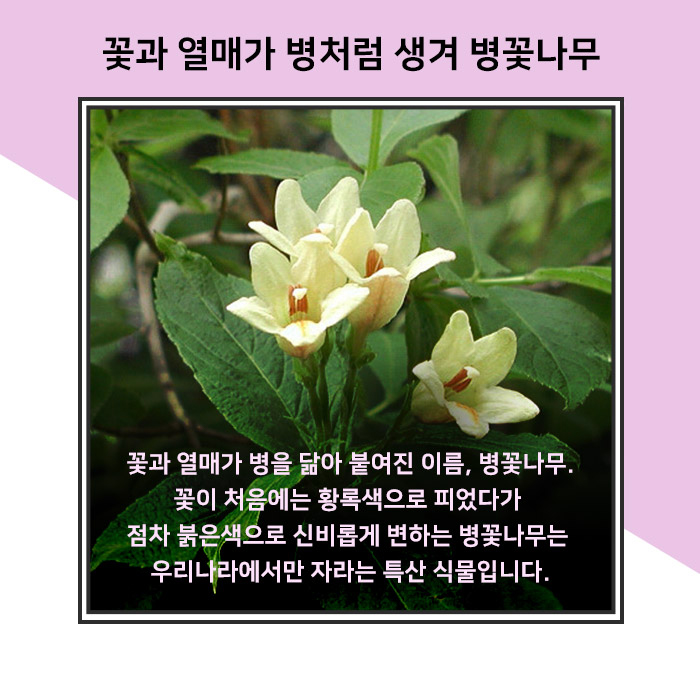 꽃과 열매가 병처럼 생겨 병꽃나무
꽃과 열매가 병을 닮아 붙여진 이름, 병꽃나무.
꽃이 처음에는 황록색으로 피었다가
점차 붉은색으로 신비롭게 변하는 병꽃나무는
우리나라에서만 자라는 특산 식물입니다.